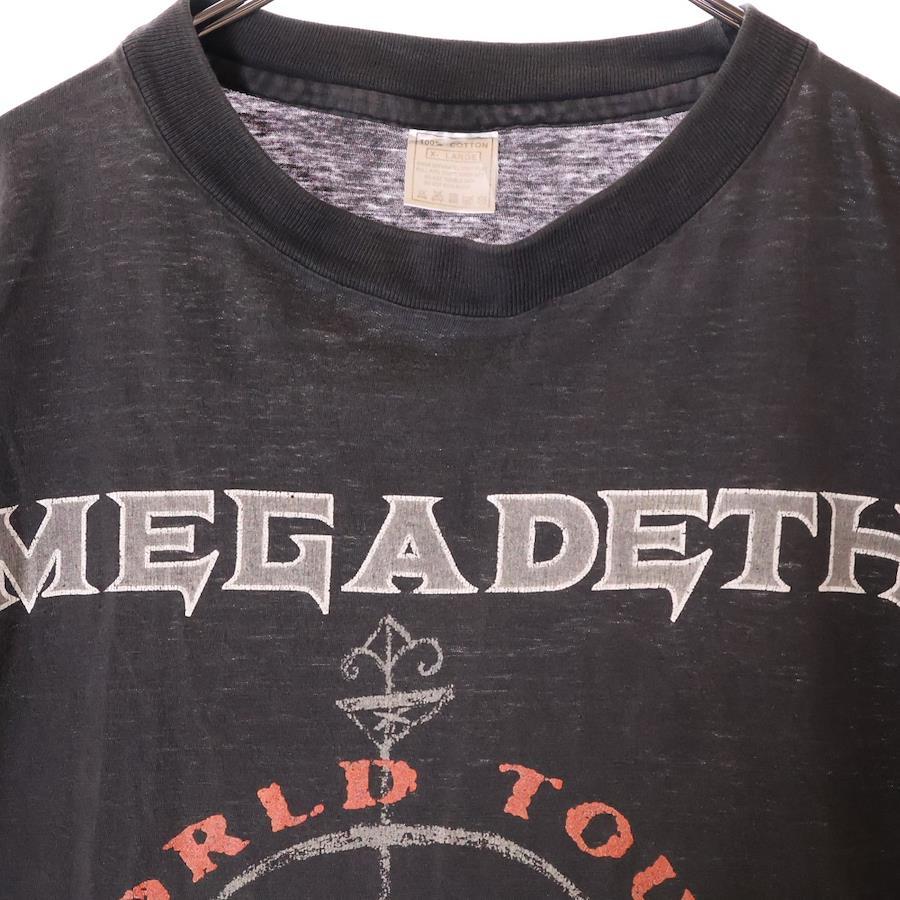 100% COTTON
X-LARGE
MEGADETH
ORLD TOU